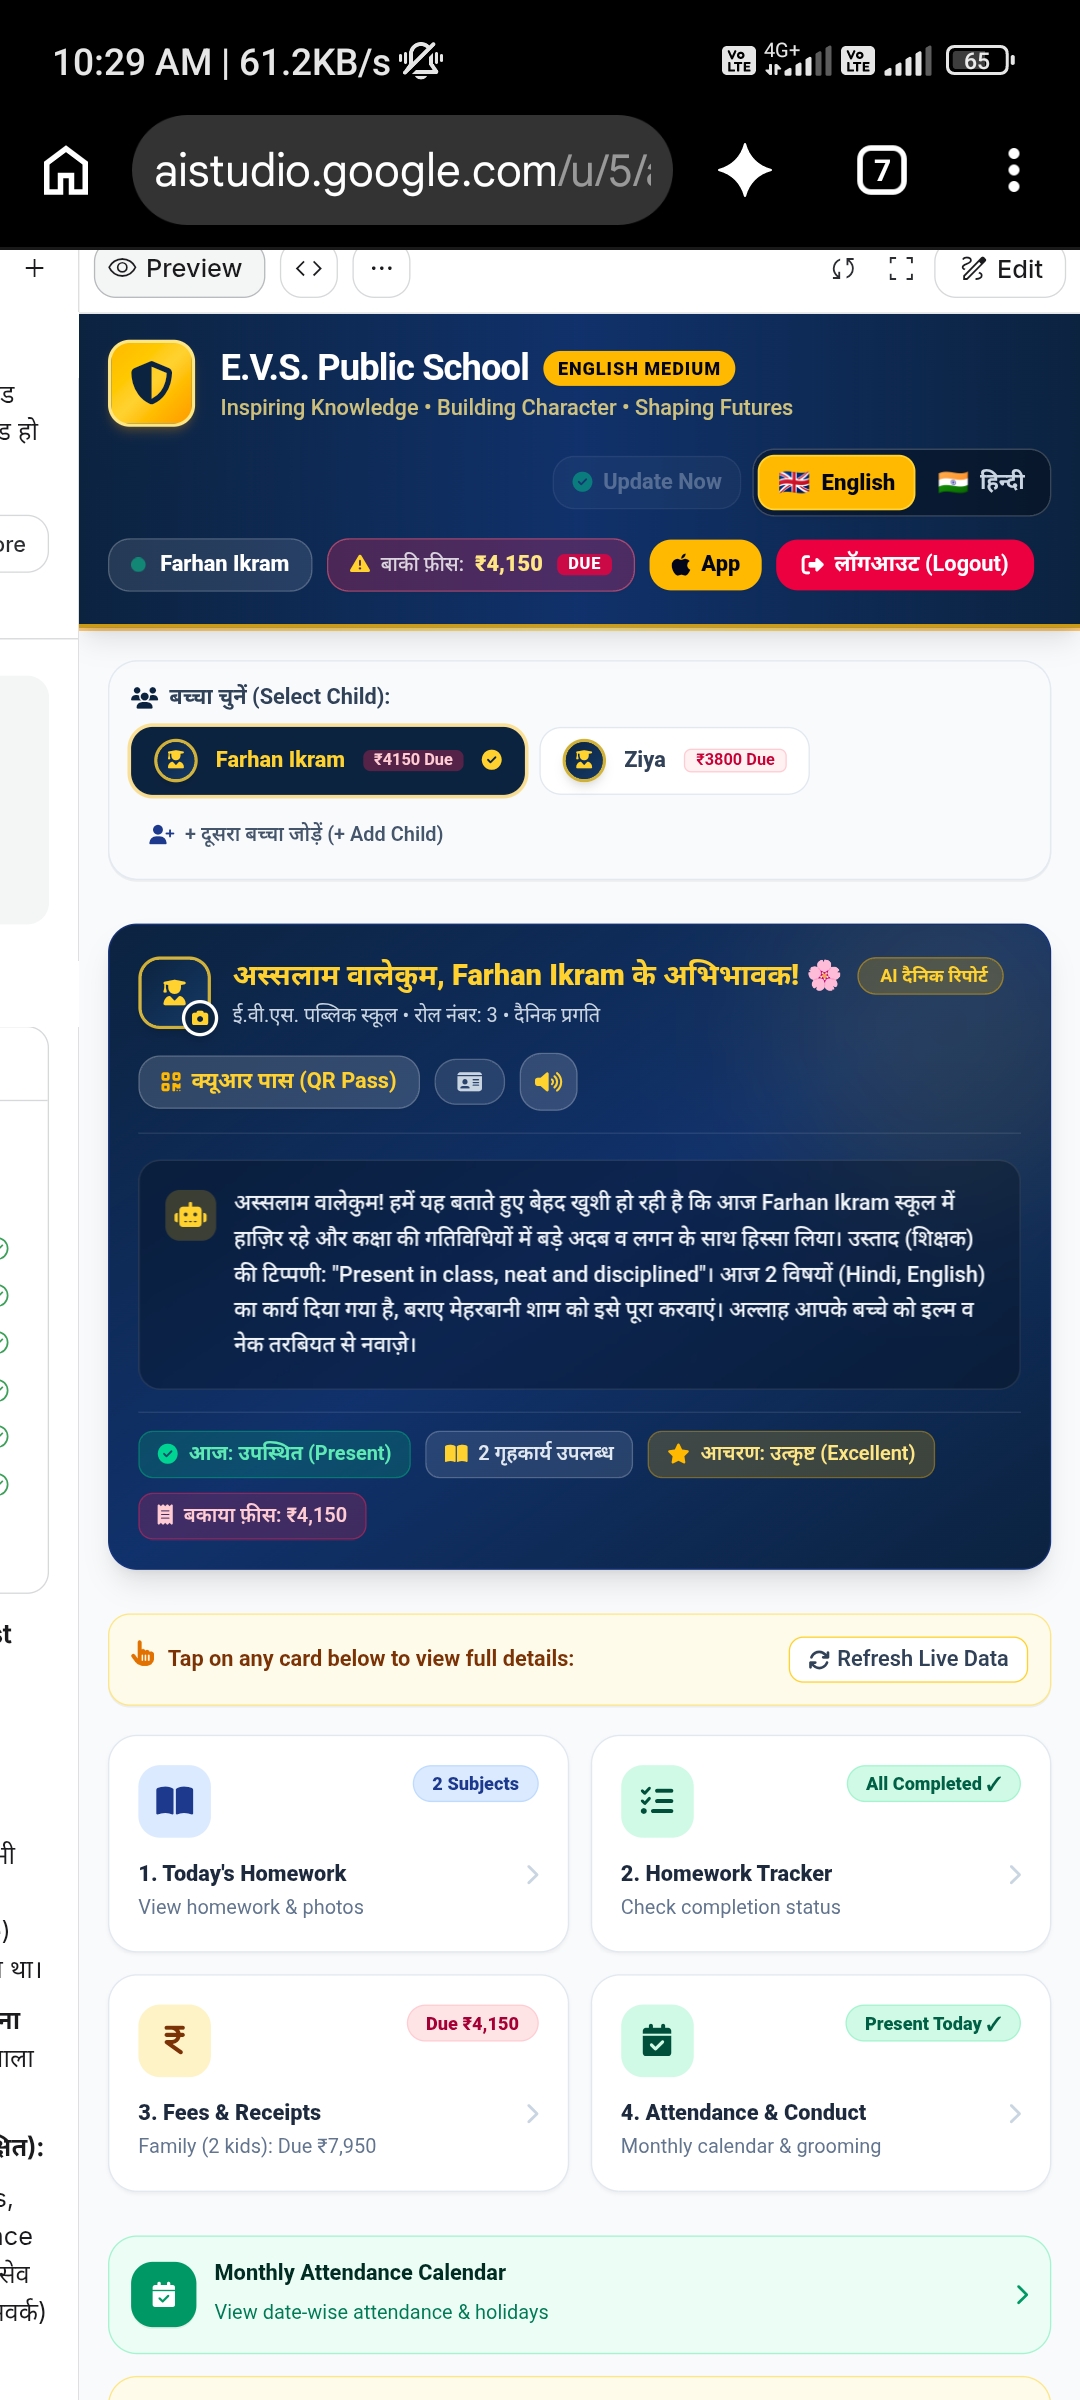 10:29 AM | 61.2KB/s
Vo LTE 4G+ Vo LTE 65
aistudio.google.com/u/5/
7
+ Preview <> ... Edit
E.V.S. Public School ENGLISH MEDIUM
Inspiring Knowledge • Building Character • Shaping Futures
Update Now English हिन्दी
Farhan Ikram बाकी फ़ीस: ₹4,150 DUE App लॉगआउट (Logout)
बच्चा चुनें (Select Child):
Farhan Ikram ₹4150 Due Ziya ₹3800 Due
+ दूसरा बच्चा जोड़ें (+ Add Child)
अस्सलाम वालेकुम, Farhan Ikram के अभिभावक! 🌸 AI दैनिक रिपोर्ट
ई.वी.एस. पब्लिक स्कूल • रोल नंबर: 3 • दैनिक प्रगति
क्यूआर पास (QR Pass)
अस्सलाम वालेकुम! हमें यह बताते हुए बेहद खुशी हो रही है कि आज Farhan Ikram स्कूल में
हाज़िर रहे और कक्षा की गतिविधियों में बड़े अदब व लगन के साथ हिस्सा लिया। उस्ताद (शिक्षक)
की टिप्पणी: "Present in class, neat and disciplined"। आज 2 विषयों (Hindi, English)
का कार्य दिया गया है, बराए मेहरबानी शाम को इसे पूरा करवाएं। अल्लाह आपके बच्चे को इल्म व
नेक तरबियत से नवाज़े।
आज: उपस्थित (Present) 2 गृहकार्य उपलब्ध आचरण: उत्कृष्ट (Excellent)
बकाया फ़ीस: ₹4,150
Tap on any card below to view full details: Refresh Live Data
2 Subjects
1. Today's Homework
View homework & photos
All Completed ✓
2. Homework Tracker
Check completion status
Due ₹4,150
3. Fees & Receipts
Family (2 kids): Due ₹7,950
Present Today ✓
4. Attendance & Conduct
Monthly calendar & grooming
Monthly Attendance Calendar
View date-wise attendance & holidays